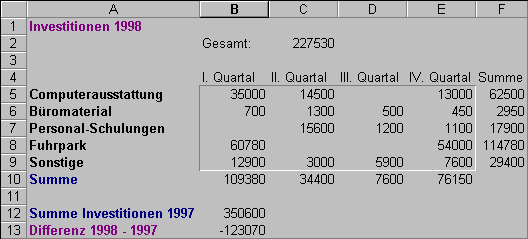 A B C D E F
1 Investitionen 1998
2 Gesamt: 227530
3
4 I. Quartal II. Quartal III. Quartal IV. Quartal Summe
5 Computerausstattung 35000 14500 13000 62500
6 Büromaterial 700 1300 500 450 2950
7 Personal-Schulungen 15600 1200 1100 17900
8 Fuhrpark 60780 54000 114780
9 Sonstige 12900 3000 5900 7600 29400
10 Summe 109380 34400 7600 76150
11
12 Summe Investitionen 1997 350600
13 Differenz 1998 - 1997 -123070